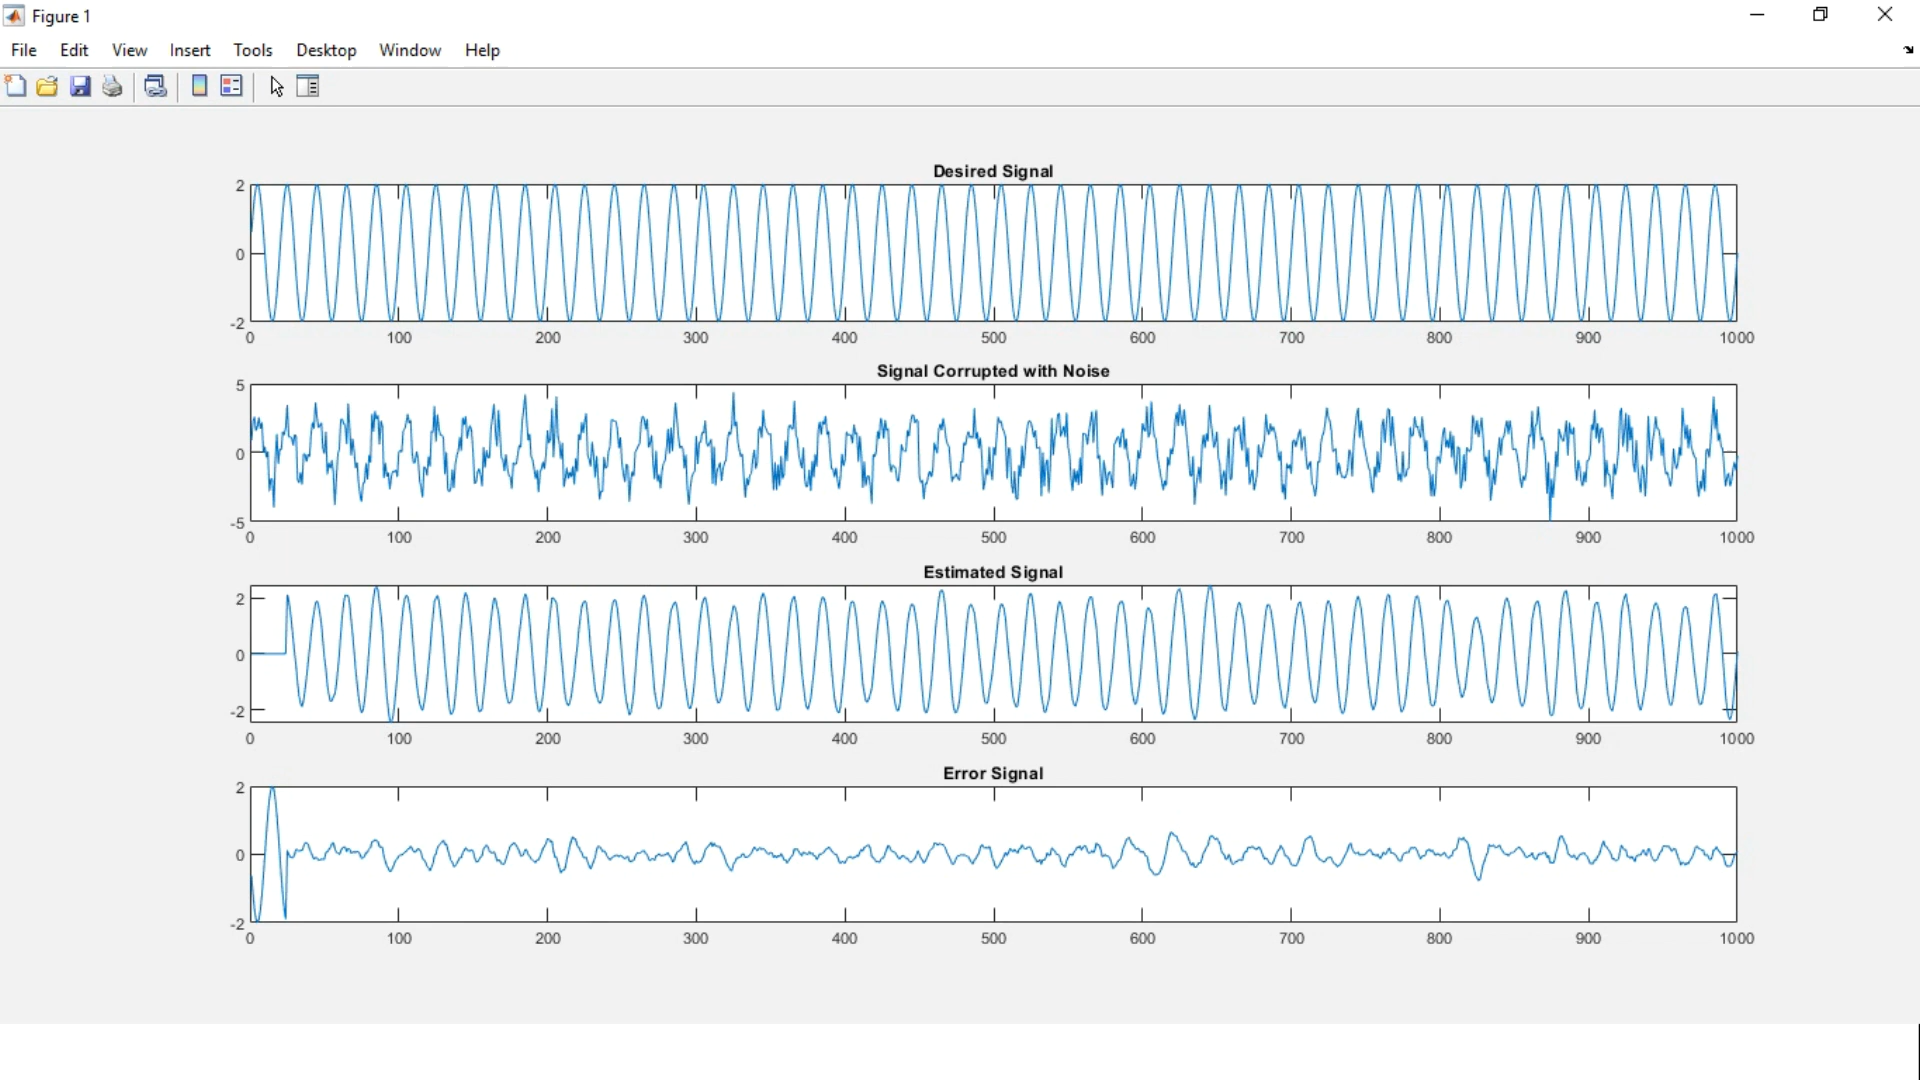 Figure 1
File Edit View Insert Tools Desktop Window Help
Desired Signal
2
0
-2
0 100 200 300 400 500 600 700 800 900 1000
Signal Corrupted with Noise
5
0
-5
0 100 200 300 400 500 600 700 800 900 1000
Estimated Signal
2
0
-2
0 100 200 300 400 500 600 700 800 900 1000
Error Signal
2
0
-2
0 100 200 300 400 500 600 700 800 900 1000